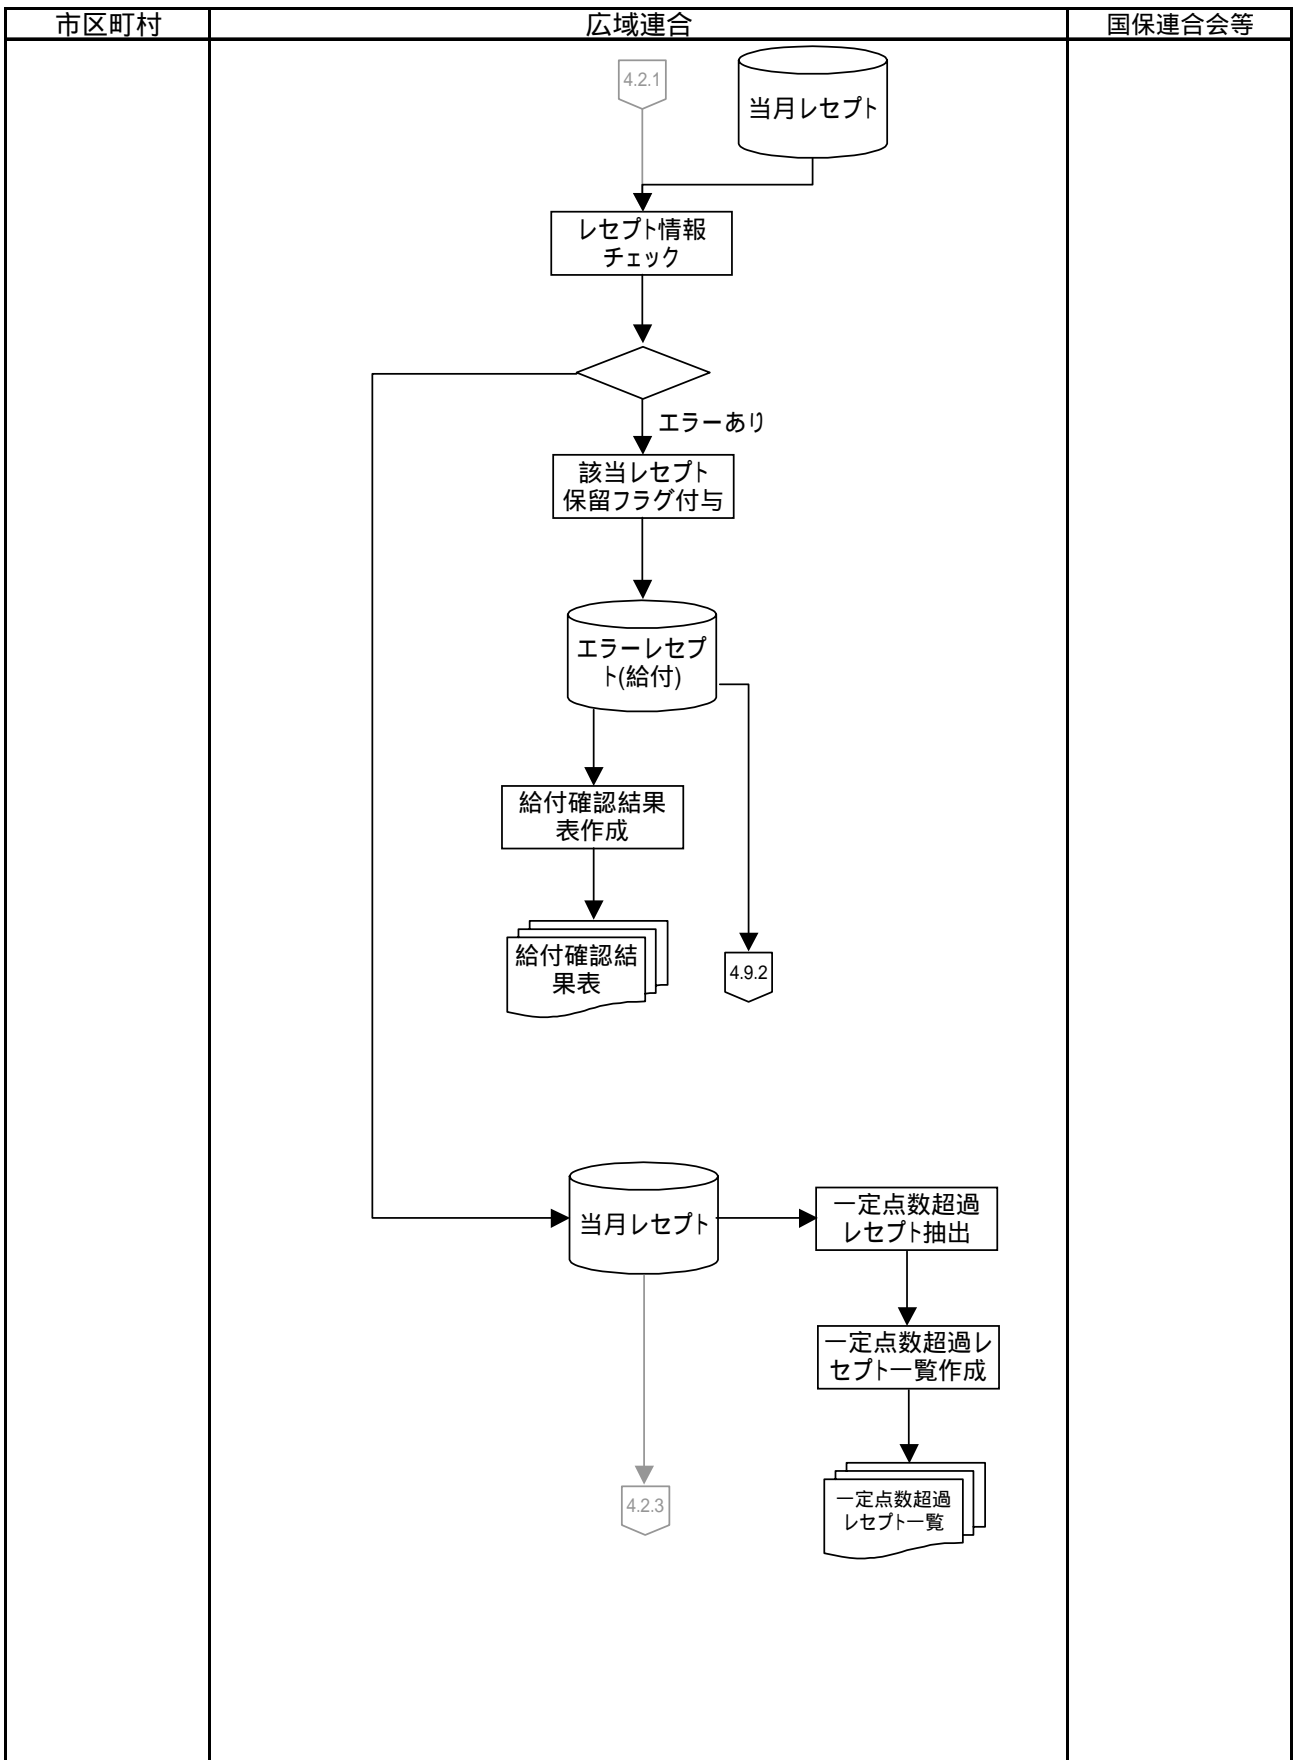 市区町村
広域連合
国保連合会等
4.2.1
当月レセプト
レセプト情報
チェック
エラーあり
該当レセプト
保留フラグ付与
エラーレセプ
ト(給付)
給付確認結果
表作成
給付確認結
果表
4.9.2
当月レセプト
一定点数超過
レセプト抽出
一定点数超過レ
セプト一覧作成
4.2.3
一定点数超過
レセプト一覧